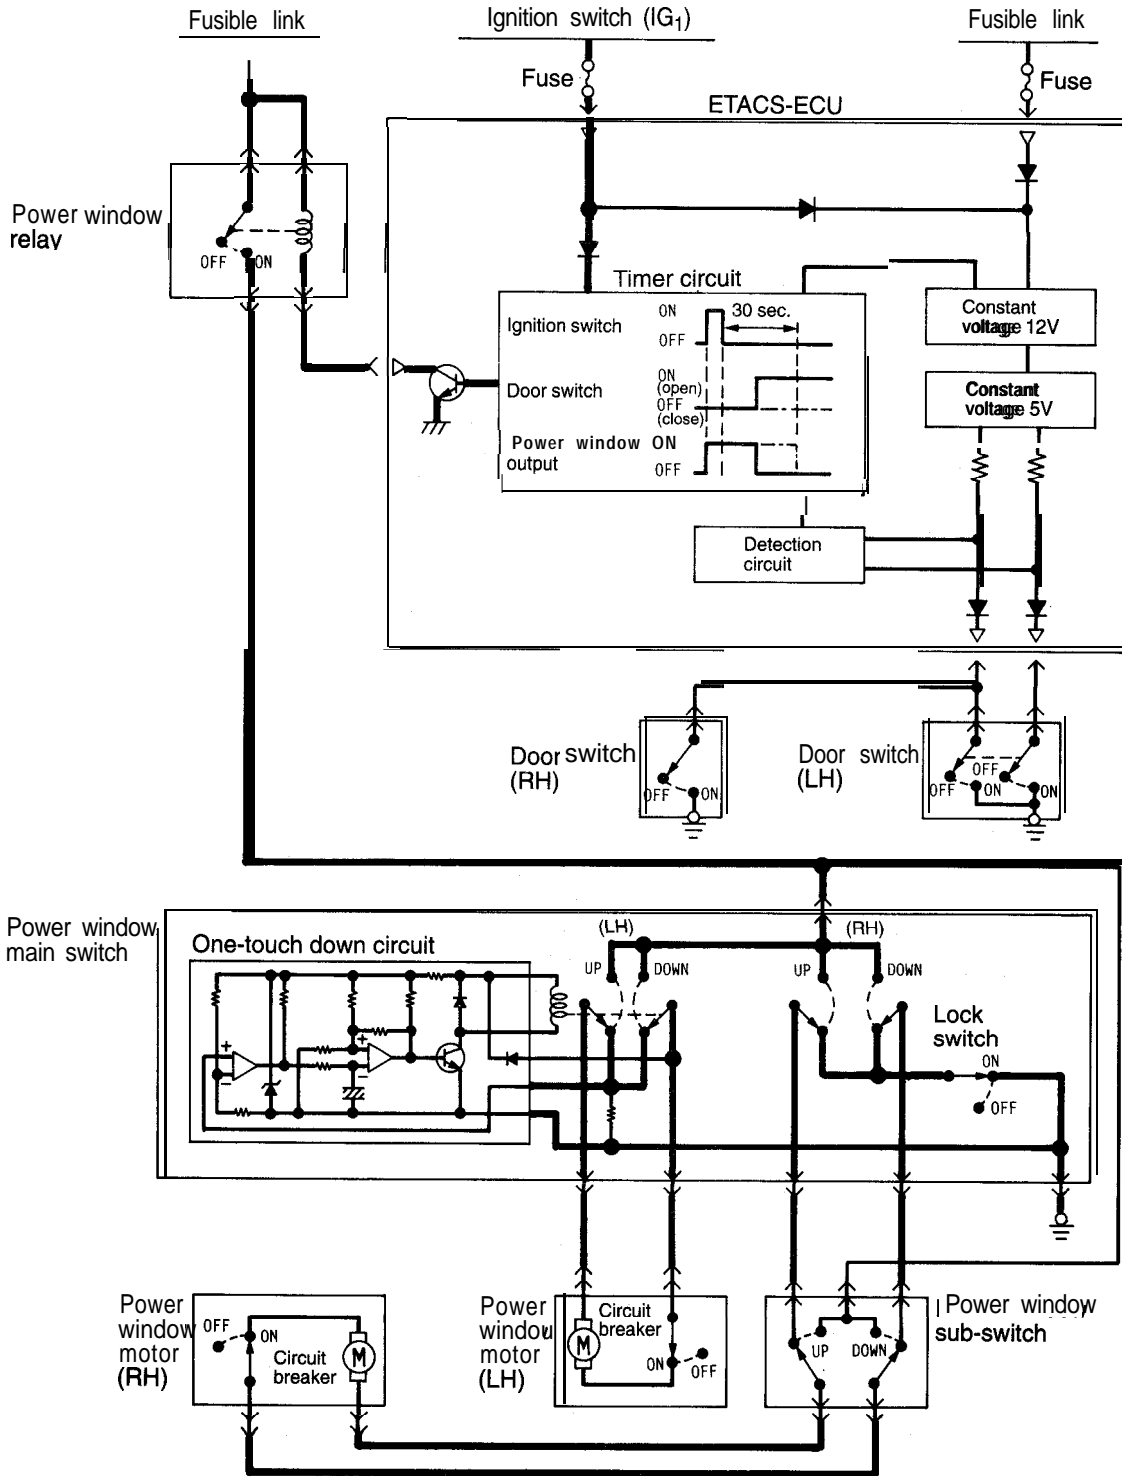 Fusible link
Ignition switch (IG1)
Fusible link
Fuse
Fuse
ETACS-ECU
Power window
relay
OFF
ON
Timer circuit
Ignition switch
ON
OFF
30 sec.
Door switch
ON
(open)
OFF
(close)
Power window ON
output
OFF
Constant
voltage 12V
Constant
voltage 5V
Detection
circuit
Door switch
(RH)
OFF
ON
Door switch
(LH)
OFF
OFF
ON
ON
Power window
main switch
One-touch down circuit
+
−
+
−
(LH)
UP
DOWN
(RH)
UP
DOWN
Lock
switch
ON
OFF
Power
window
motor
(RH)
OFF
ON
Circuit
breaker
M
Power
window
motor
(LH)
M
Circuit
breaker
ON
OFF
UP
DOWN
Power window
sub-switch